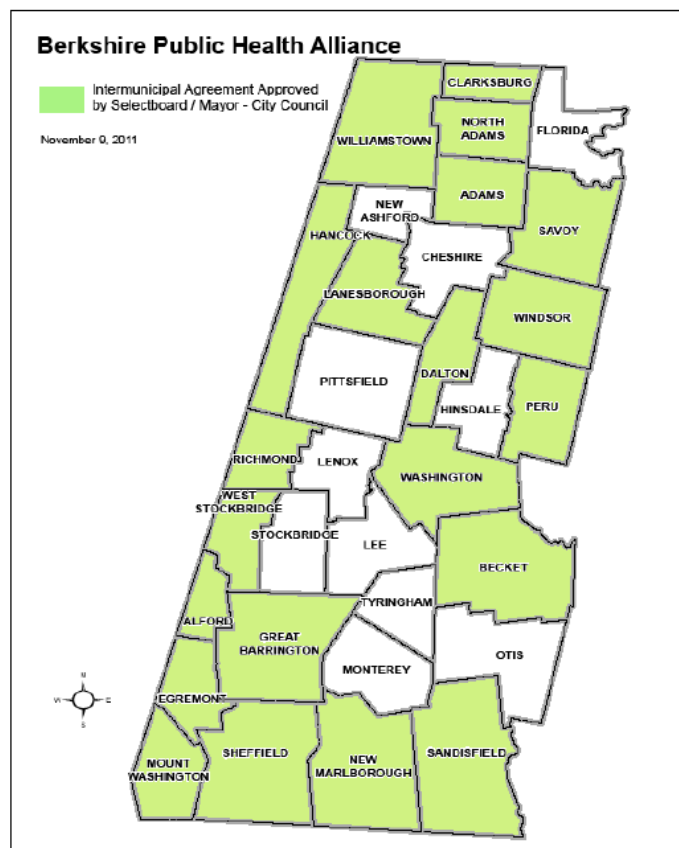 Berkshire Public Health Alliance
Intermunicipal Agreement Approved
by Selectboard / Mayor - City Council
November 9, 2011
CLARKSBURG
NORTH
ADAMS
FLORIDA
WILLIAMSTOWN
ADAMS
NEW
ASHFORD
SAVOY
HANCOCK
CHESHIRE
LANESBOROUGH
WINDSOR
DALTON
PITTSFIELD
HINSDALE
PERU
RICHMOND
LENOX
WASHINGTON
WEST
STOCKBRIDGE
STOCKBRIDGE
LEE
BECKET
TYRINGHAM
ALFORD
GREAT
BARRINGTON
OTIS
MONTEREY
N
W E
S
EGREMONT
SHEFFIELD
SANDISFIELD
MOUNT
WASHINGTON
NEW
MARLBOROUGH